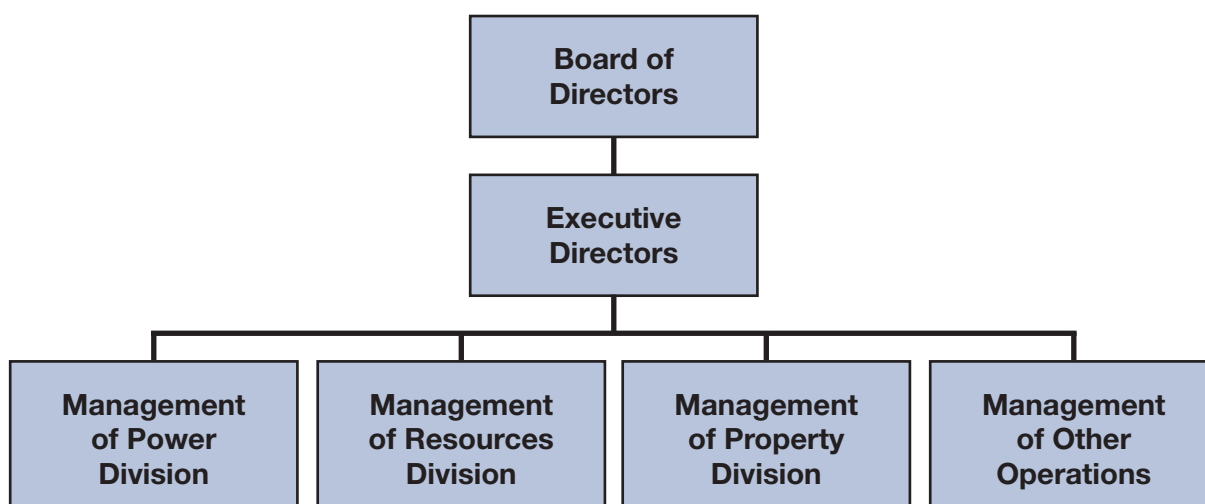 Board of
Directors
Executive
Directors
Management
of Power
Division
Management
of Resources
Division
Management
of Property
Division
Management
of Other
Operations